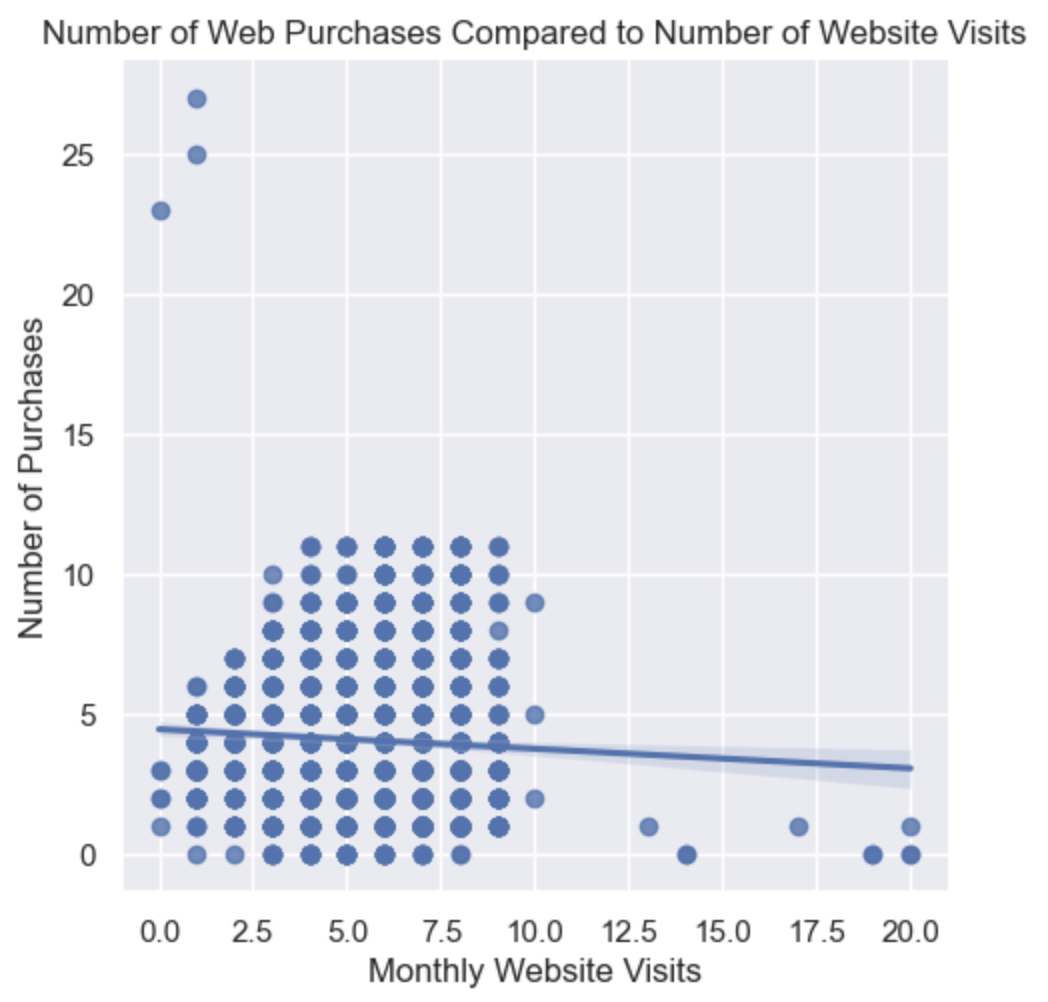 Number of Web Purchases Compared to Number of Website Visits
Number of Purchases
25
20
15
10
5
0
0.0 2.5 5.0 7.5 10.0 12.5 15.0 17.5 20.0
Monthly Website Visits